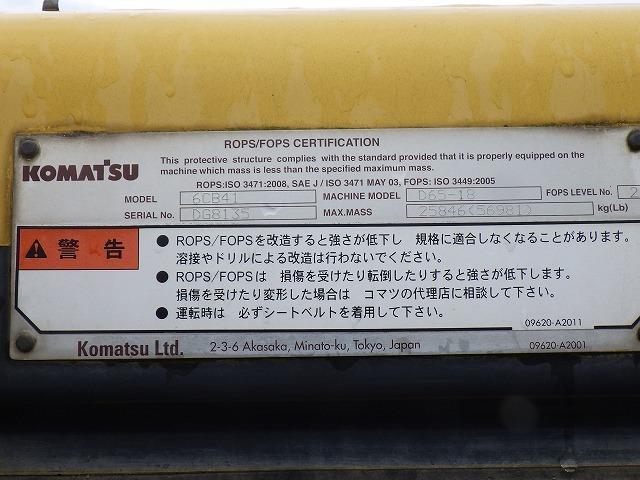 ROPS/FOPS CERTIFICATION
KOMATSU
This protective structure complies with the standard provided that it is properly equipped on the
machine which mass is less than the specified maximum mass.
ROPS:ISO 3471:2008, SAE J / ISO 3471 MAY 03, FOPS: ISO 3449:2005
MODEL 6CB41 MACHINE MODEL D65-18 FOPS LEVEL No. 2
SERIAL No. DG8135 MAX.MASS 25846(56981) kg(Lb)
警告
● ROPS/FOPSを改造すると強さが低下し 規格に適合しなくなることがあります。
溶接やドリルによる改造は行わないでください。
● ROPS/FOPSは 損傷を受けたり転倒したりすると強さが低下します。
損傷を受けたり変形した場合は コマツの代理店に相談して下さい。
● 運転時は 必ずシートベルトを着用して下さい。
09620-A2011
Komatsu Ltd. 2-3-6 Akasaka, Minato-ku, Tokyo, Japan 09620-A2001